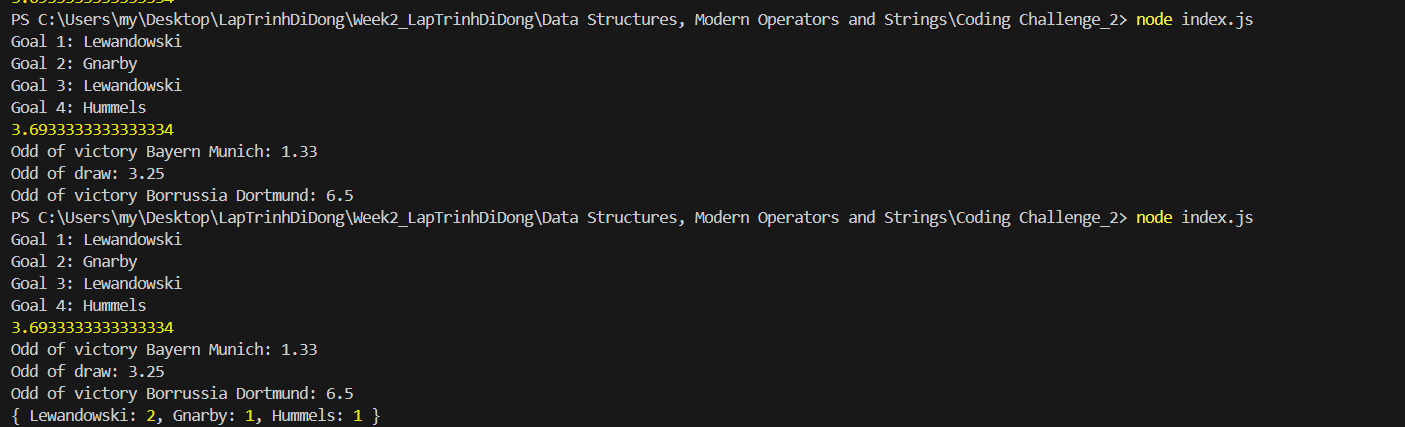 3.6933333333333334
PS C:\Users\my\Desktop\LapTrinhDiDong\Week2_LapTrinhDiDong\Data Structures, Modern Operators and Strings\Coding Challenge_2> node index.js
Goal 1: Lewandowski
Goal 2: Gnarby
Goal 3: Lewandowski
Goal 4: Hummels
3.6933333333333334
Odd of victory Bayern Munich: 1.33
Odd of draw: 3.25
Odd of victory Borrussia Dortmund: 6.5
PS C:\Users\my\Desktop\LapTrinhDiDong\Week2_LapTrinhDiDong\Data Structures, Modern Operators and Strings\Coding Challenge_2> node index.js
Goal 1: Lewandowski
Goal 2: Gnarby
Goal 3: Lewandowski
Goal 4: Hummels
3.6933333333333334
Odd of victory Bayern Munich: 1.33
Odd of draw: 3.25
Odd of victory Borrussia Dortmund: 6.5
{ Lewandowski: 2, Gnarby: 1, Hummels: 1 }